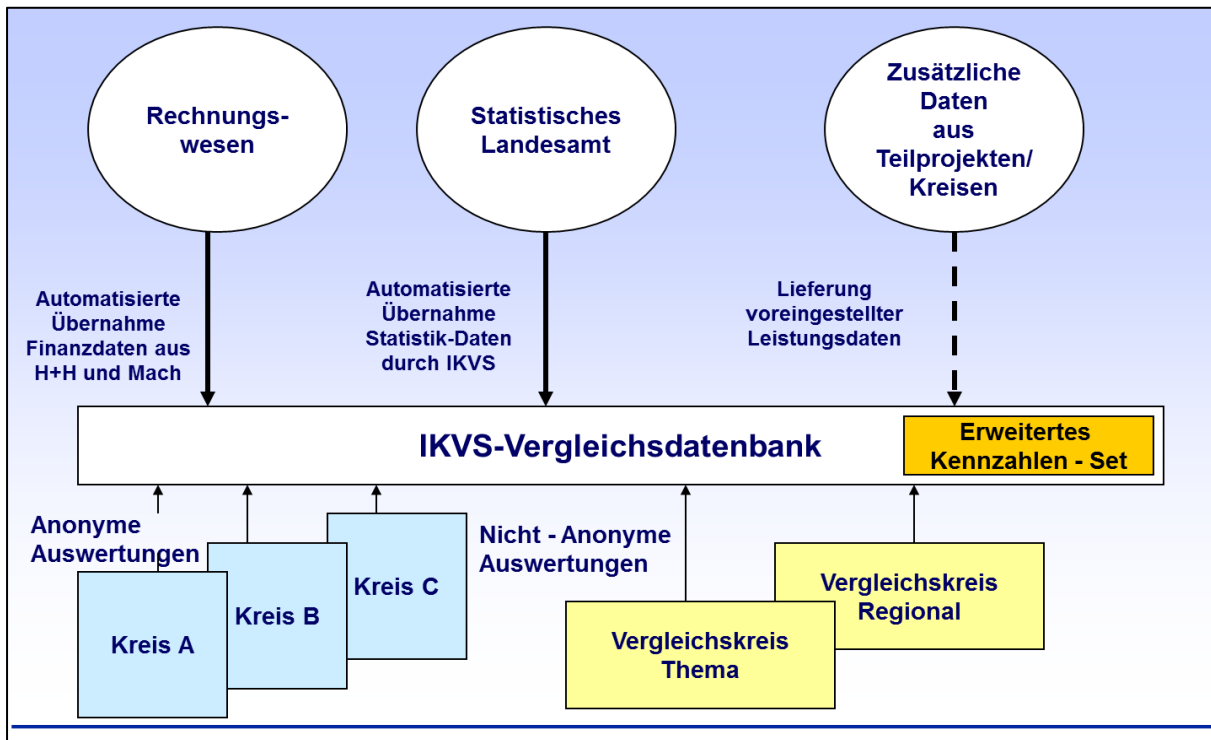 Rechnungs-
wesen
Statistisches
Landesamt
Zusätzliche
Daten
aus
Teilprojekten/
Kreisen
Automatisierte
Übernahme
Finanzdaten aus
H+H und Mach
Automatisierte
Übernahme
Statistik-Daten
durch IKVS
Lieferung
voreingestellter
Leistungsdaten
IKVS-Vergleichsdatenbank
Erweitertes
Kennzahlen - Set
Anonyme
Auswertungen
Kreis A
Kreis B
Kreis C
Nicht - Anonyme
Auswertungen
Vergleichskreis
Thema
Vergleichskreis
Regional